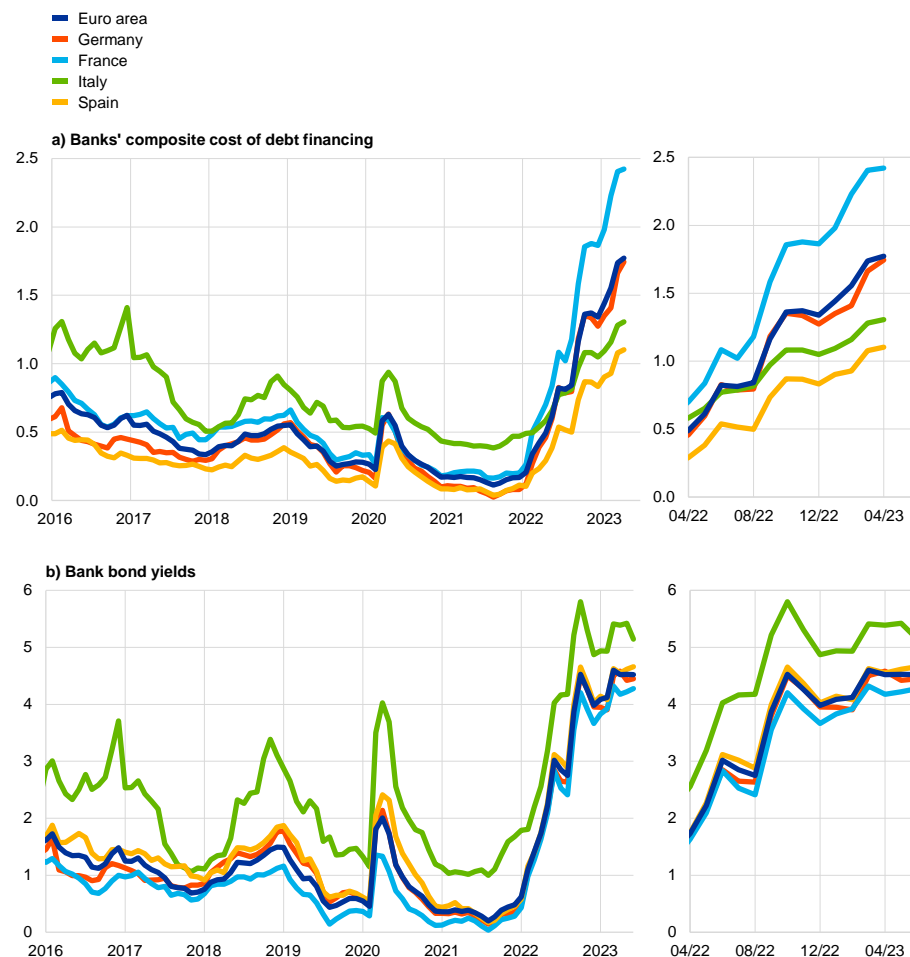 Euro area
Germany
France
Italy
Spain
a) Banks' composite cost of debt financing
2.5
2.0
1.5
1.0
0.5
0.0
2016 2017 2018 2019 2020 2021 2022 2023
2.5
2.0
1.5
1.0
0.5
0.0
04/22 08/22 12/22 04/23
b) Bank bond yields
6
5
4
3
2
1
0
2016 2017 2018 2019 2020 2021 2022 2023
6
5
4
3
2
1
0
04/22 08/22 12/22 04/23